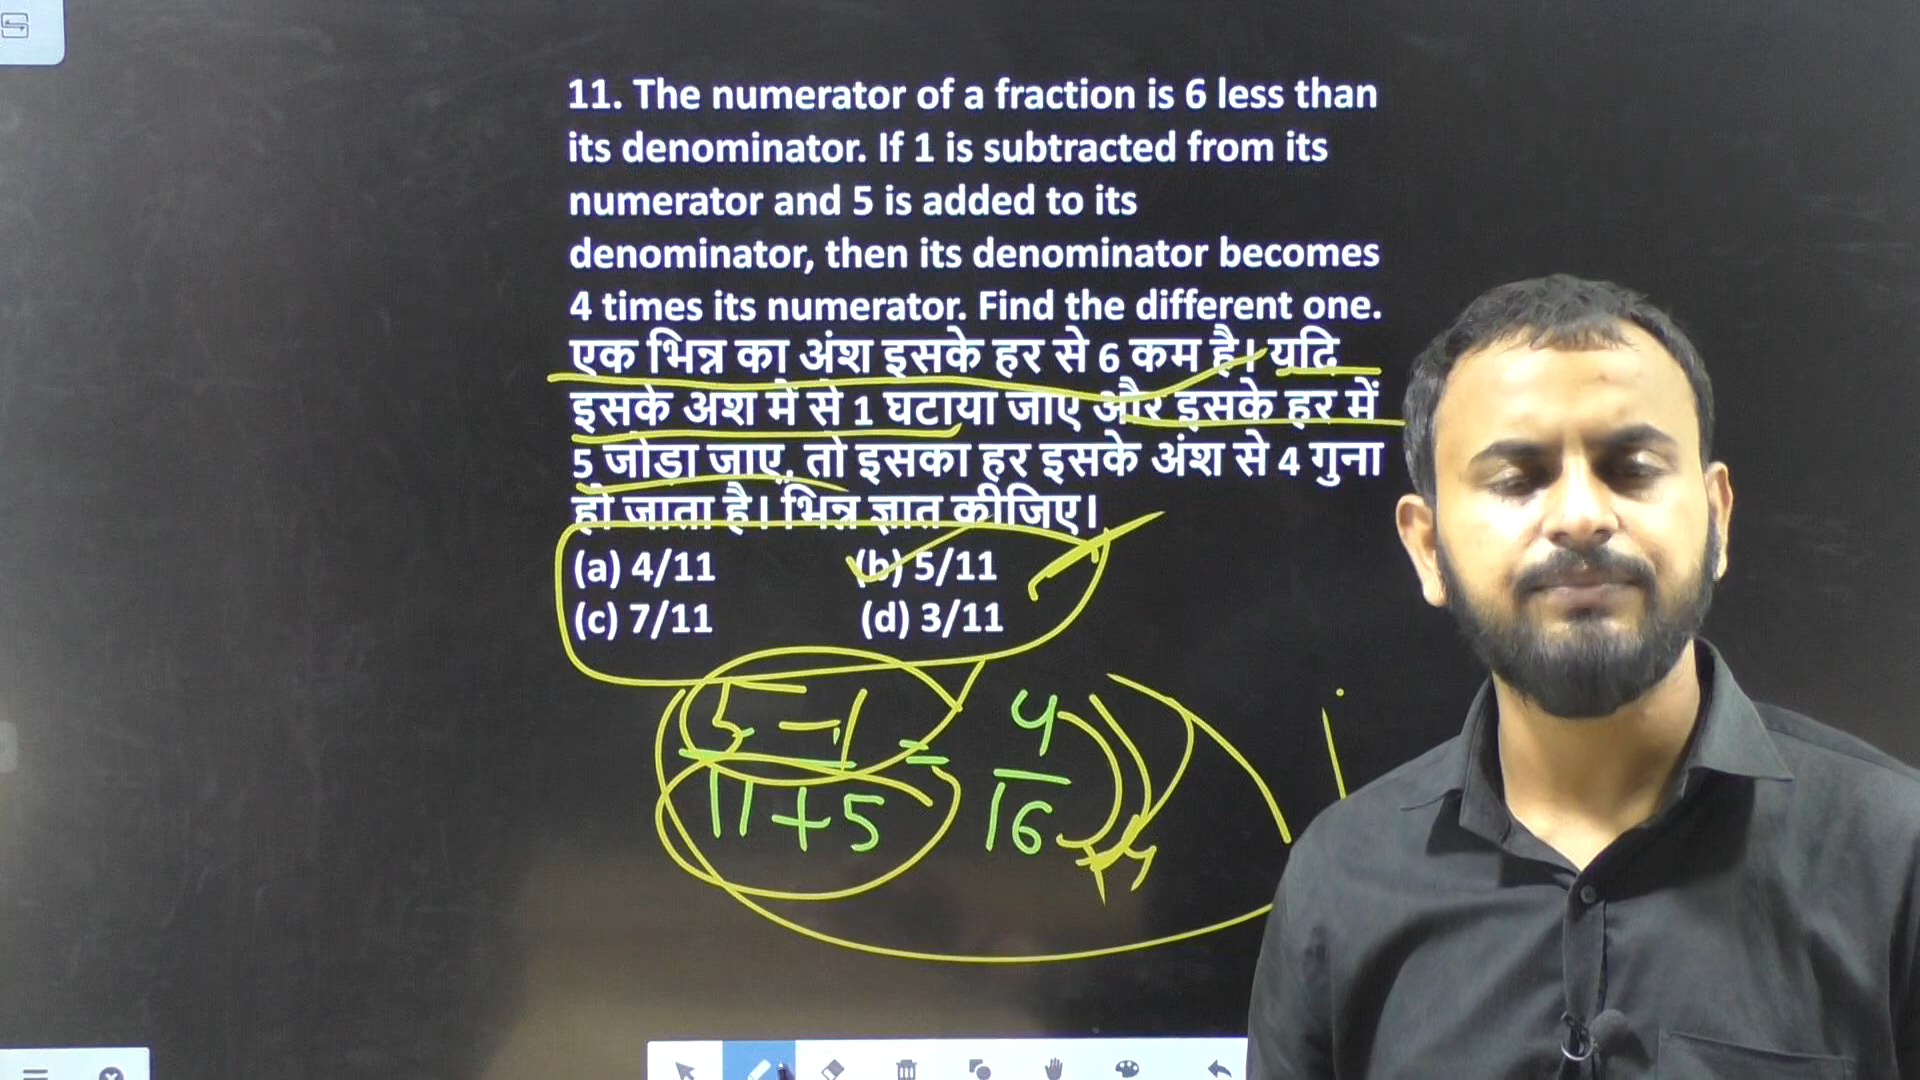 11. The numerator of a fraction is 6 less than
its denominator. If 1 is subtracted from its
numerator and 5 is added to its
denominator, then its denominator becomes
4 times its numerator. Find the different one.
एक भिन्न का अंश इसके हर से 6 कम है। यदि
इसके अंश में से 1 घटाया जाए और इसके हर में
5 जोड़ा जाए, तो इसका हर इसके अंश से 4 गुना
हो जाता है। भिन्न ज्ञात कीजिए।
(a) 4/11 (b) 5/11
(c) 7/11 (d) 3/11
5 - 1 = 4
11 + 5 16